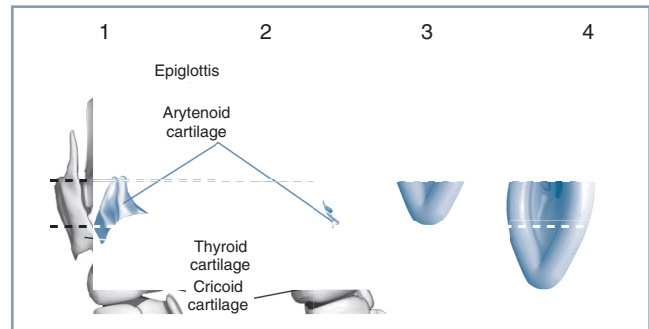 1 2 3 4
Epiglottis
Arytenoid
cartilage
Thyroid
cartilage
Cricoid
cartilage